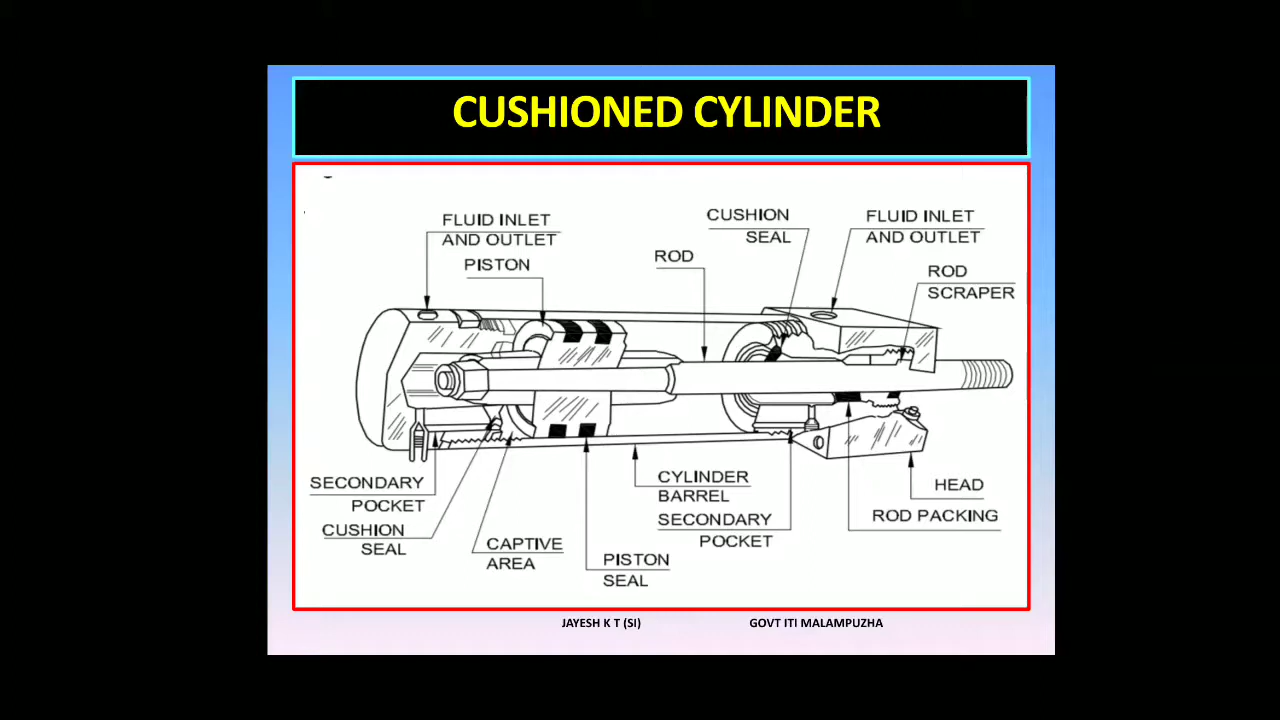 CUSHIONED CYLINDER
FLUID INLET
AND OUTLET
PISTON
ROD
CUSHION
SEAL
FLUID INLET
AND OUTLET
ROD
SCRAPER
SECONDARY
POCKET
CUSHION
SEAL
CAPTIVE
AREA
PISTON
SEAL
CYLINDER
BARREL
SECONDARY
POCKET
HEAD
ROD PACKING
JAYESH K T (SI)
GOVT ITI MALAMPUZHA